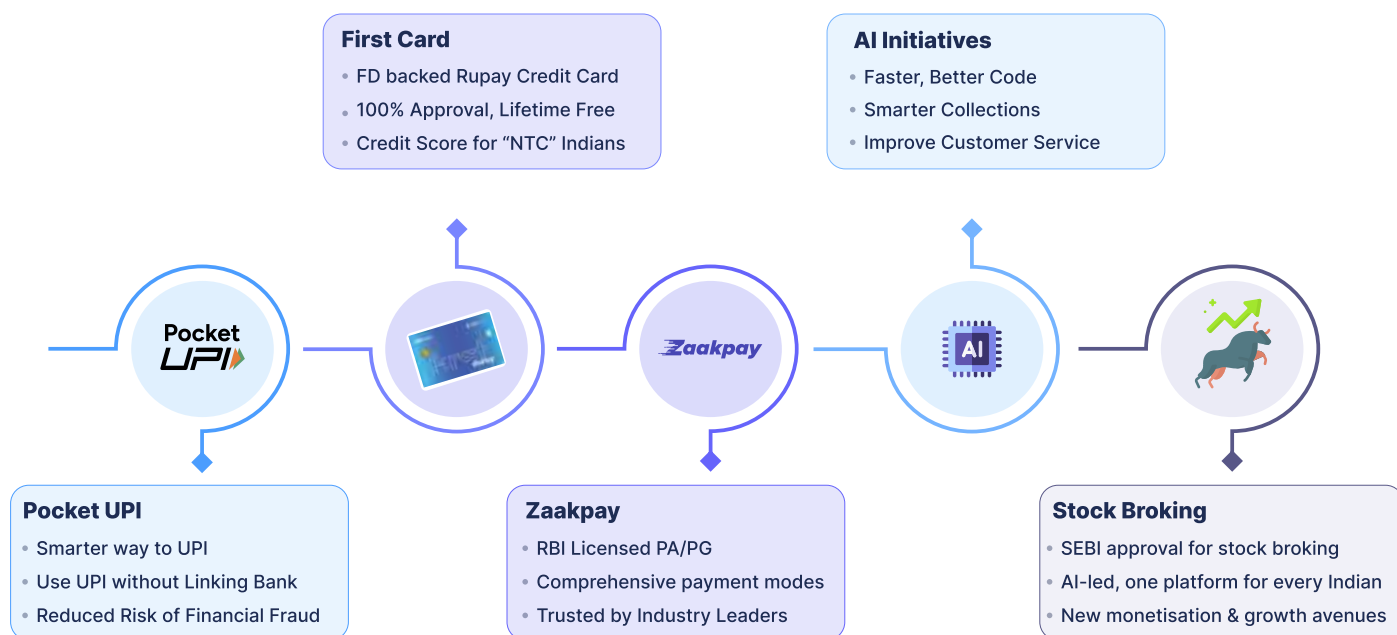 First Card
FD backed Rupay Credit Card
100% Approval, Lifetime Free
Credit Score for “NTC” Indians
AI Initiatives
Faster, Better Code
Smarter Collections
Improve Customer Service
Pocket
UPI
Zaakpay
AI
Pocket UPI
Smarter way to UPI
Use UPI without Linking Bank
Reduced Risk of Financial Fraud
Zaakpay
RBI Licensed PA/PG
Comprehensive payment modes
Trusted by Industry Leaders
Stock Broking
SEBI approval for stock broking
AI-led, one platform for every Indian
New monetisation & growth avenues